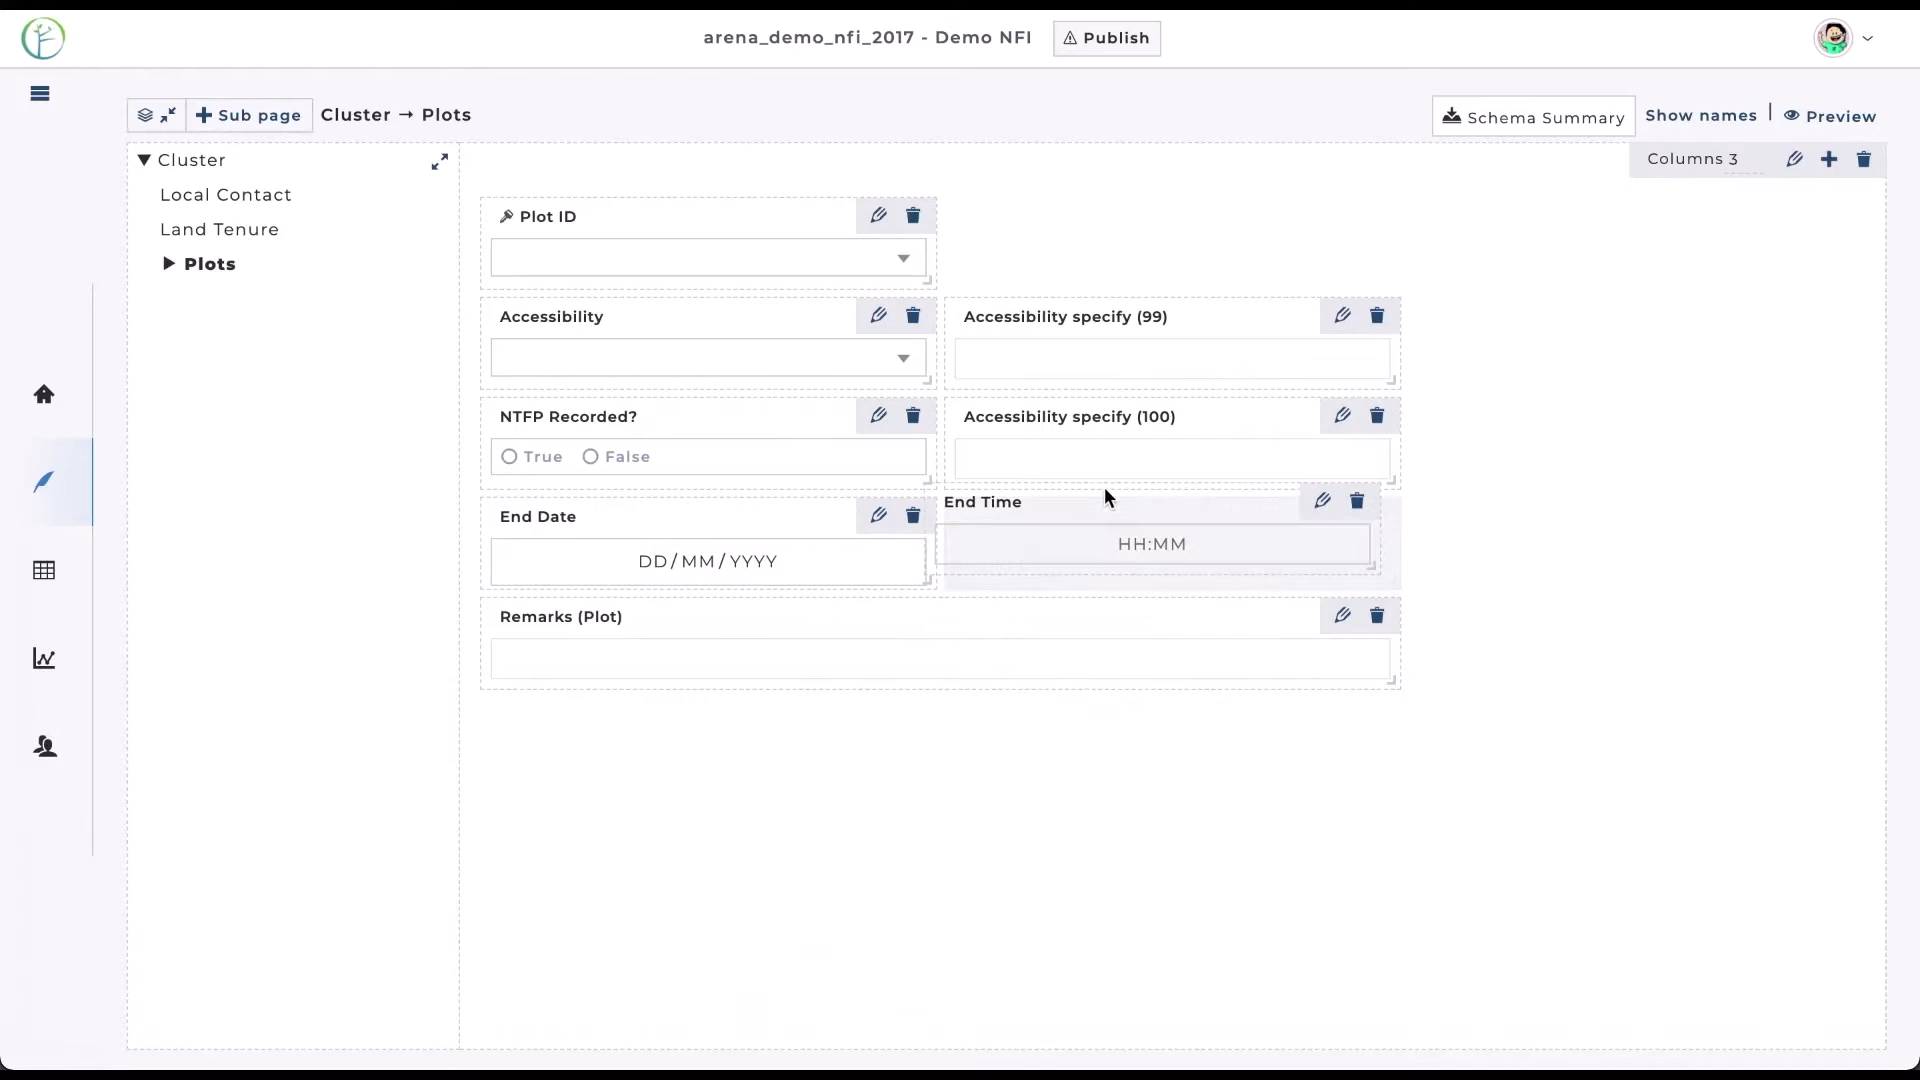 arena_demo_nfi_2017 - Demo NFI
Publish
Sub page
Cluster → Plots
Schema Summary
Show names
Preview
Columns 3
Cluster
Local Contact
Land Tenure
Plots
Plot ID
Accessibility
Accessibility specify (99)
NTFP Recorded?
True
False
Accessibility specify (100)
End Date
DD/MM/YYYY
End Time
HH:MM
Remarks (Plot)